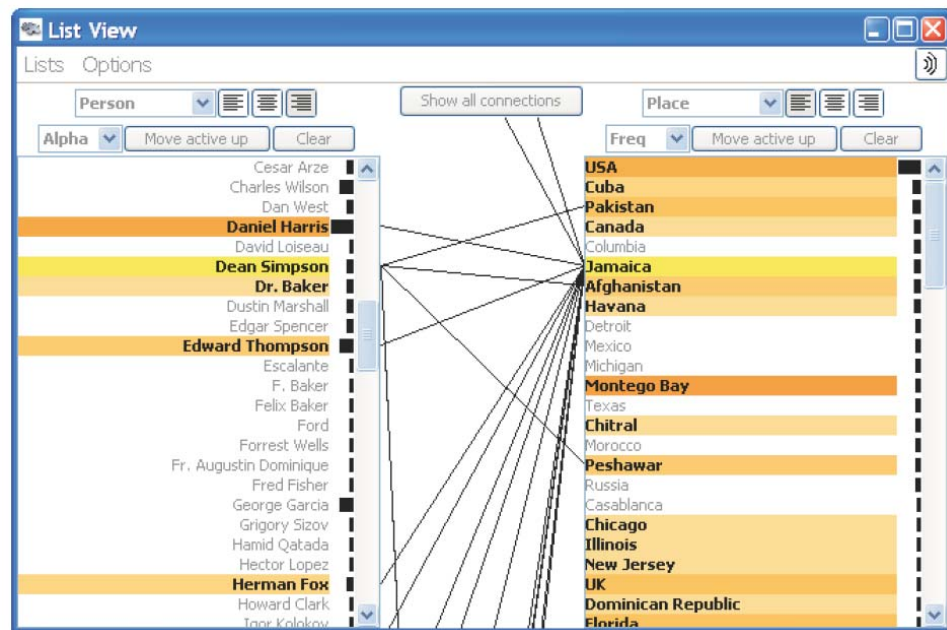 List View
Lists Options
Person
Show all connections
Place
Alpha Move active up Clear
Freq Move active up Clear
Cesar Arze
Charles Wilson
Dan West
Daniel Harris
David Loiseau
Dean Simpson
Dr. Baker
Dustin Marshall
Edgar Spencer
Edward Thompson
Escalante
F. Baker
Felix Baker
Ford
Forrest Wells
Fr. Augustin Dominique
Fred Fisher
George Garcia
Grigory Sizov
Hamid Qatada
Hector Lopez
Herman Fox
Howard Clark
Igor Kolokov
USA
Cuba
Pakistan
Canada
Columbia
Jamaica
Afghanistan
Havana
Detroit
Mexico
Michigan
Montego Bay
Texas
Chitral
Morocco
Peshawar
Russia
Casablanca
Chicago
Illinois
New Jersey
UK
Dominican Republic
Florida